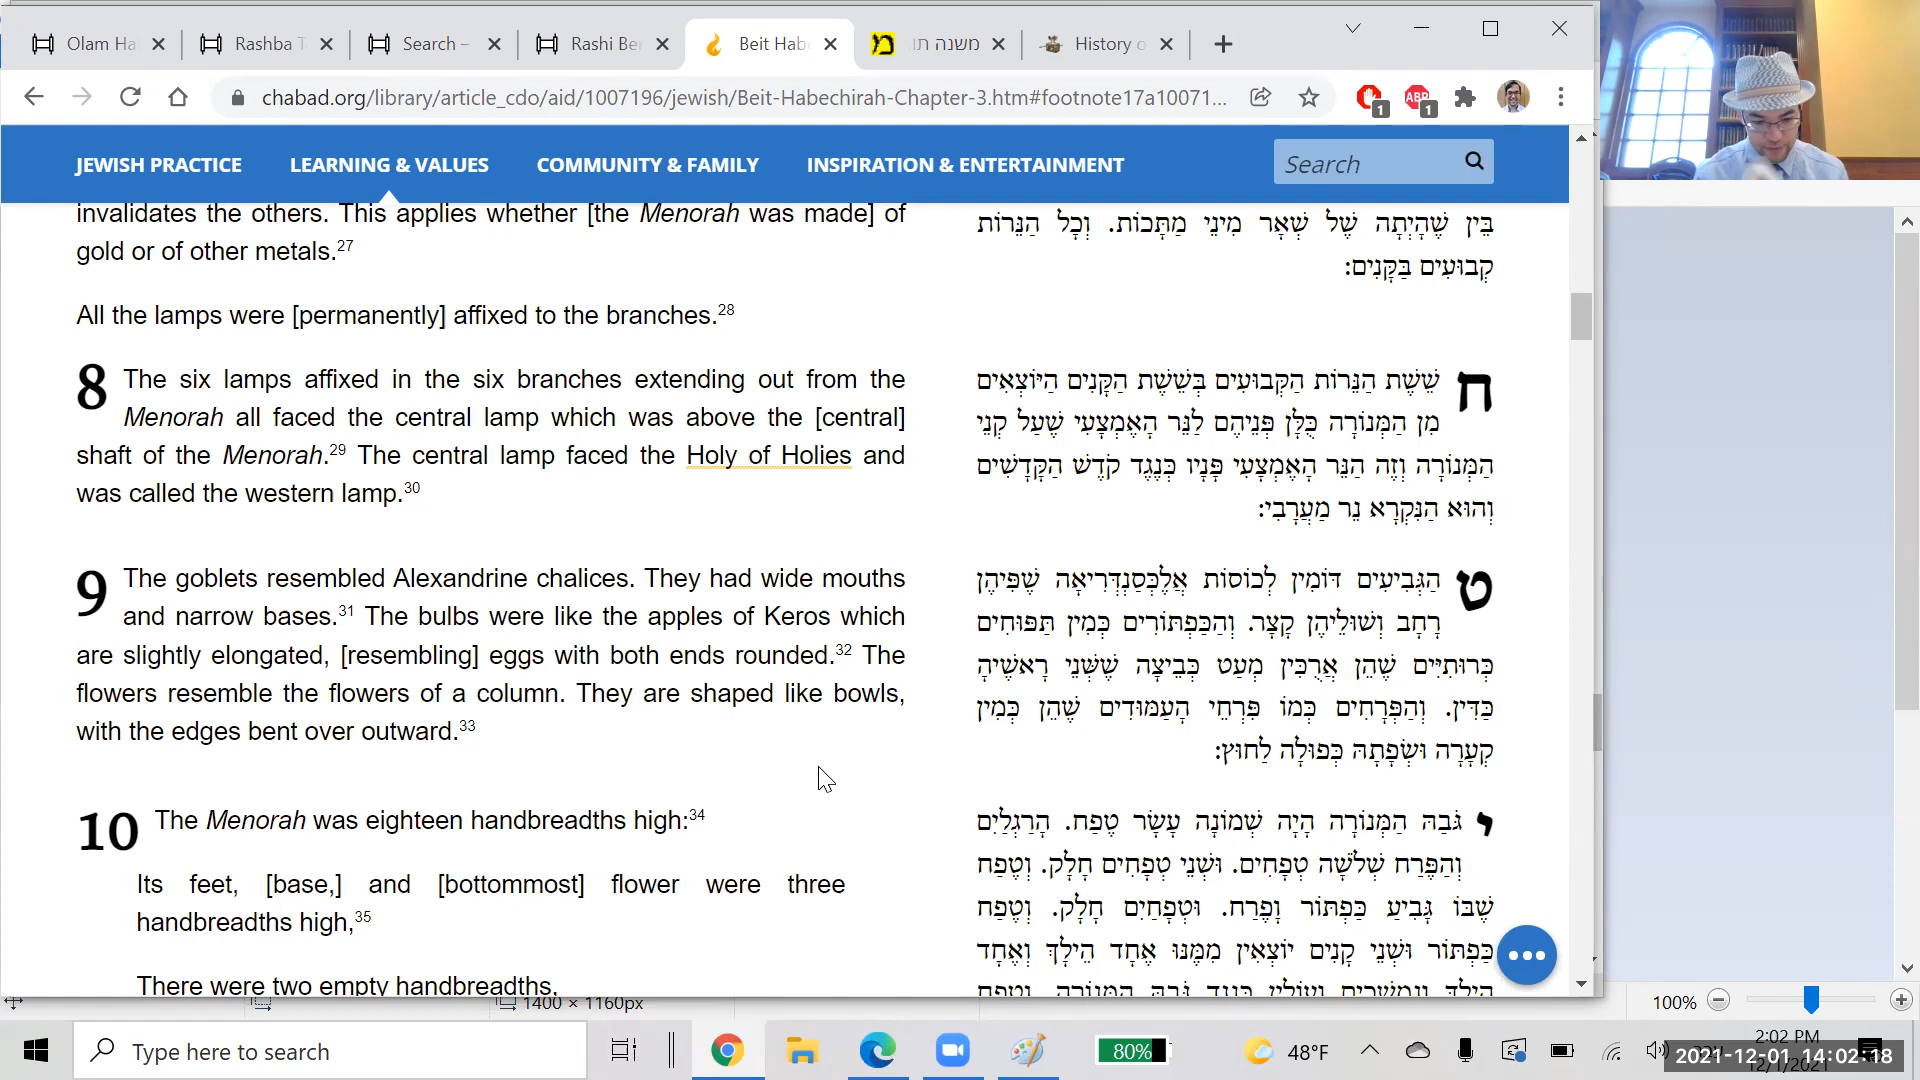 Olam Ha
Rashba T
Search –
Rashi Be
Beit Hab
משנה תו
History o
chabad.org/library/article_cdo/aid/1007196/jewish/Beit-Habechirah-Chapter-3.htm#footnote17a10071...
1
ABP
1
JEWISH PRACTICE
LEARNING & VALUES
COMMUNITY & FAMILY
INSPIRATION & ENTERTAINMENT
Search
invalidates the others. This applies whether [the Menorah was made] of
gold or of other metals.27
All the lamps were [permanently] affixed to the branches.28
8 The six lamps affixed in the six branches extending out from the
Menorah all faced the central lamp which was above the [central]
shaft of the Menorah.29 The central lamp faced the Holy of Holies and
was called the western lamp.30
9 The goblets resembled Alexandrine chalices. They had wide mouths
and narrow bases.31 The bulbs were like the apples of Keros which
are slightly elongated, [resembling] eggs with both ends rounded.32 The
flowers resemble the flowers of a column. They are shaped like bowls,
with the edges bent over outward.33
10 The Menorah was eighteen handbreadths high:34
Its feet, [base,] and [bottommost] flower were three
handbreadths high,35
There were two empty handbreadths,
בֵּין שֶׁהָיְתָה שֶׁל שְׁאָר מִינֵי מַתָּכוֹת. וְכָל הַנֵּרוֹת
קְבוּעִים בַּקָּנִים:
ח שֵׁשֶׁת הַנֵּרוֹת הַקְּבוּעִים בְּשֵׁשֶׁת הַקָּנִים הַיּוֹצְאִים
מִן הַמְּנוֹרָה כֻּלָּן פְּנֵיהֶם לַנֵּר הָאֶמְצָעִי שֶׁעַל קְנֵי
הַמְּנוֹרָה וְזֶה הַנֵּר הָאֶמְצָעִי פָּנָיו כְּנֶגֶד קֹדֶשׁ הַקָּדָשִׁים
וְהוּא הַנִּקְרָא נֵר מַעֲרָבִי:
ט הַגְּבִיעִים דּוֹמִין לְכוֹסוֹת אֲלֶכְּסַנְדְּרִיאָה שֶׁפִּיהֶן
רָחָב וְשׁוּלֵיהֶן קָצָר. וְהַכַּפְתּוֹרִים כְּמִין תַּפּוּחִים
כְּרוּתִיִּים שֶׁהֵן אֲרֻכִּין מְעַט כְּבֵיצָה שֶׁשְּׁנֵי רָאשֶׁיהָ
כַּדִּין. וְהַפְּרָחִים כְּמוֹ פִּרְחֵי הָעַמּוּדִים שֶׁהֵן כְּמִין
קְעָרָה וּשְׂפָתָהּ כְּפוּלָה לַחוּץ:
י גֹּבַהּ הַמְּנוֹרָה הָיָה שְׁמוֹנָה עָשָׂר טֶפַח. הָרַגְלַיִם
וְהַפֶּרַח שְׁלֹשָׁה טְפָחִים. וּשְׁנֵי טְפָחִים חָלָק. וְטֶפַח
שֶׁבּוֹ גָּבִיעַ כַּפְתּוֹר וָפֶרַח. וּטְפָחַיִם חָלָק. וְטֶפַח
כַּפְתּוֹר וּשְׁנֵי קָנִים יוֹצְאִין מִמֶּנּוּ אֶחָד הֵילָךְ וְאֶחָד
1400 × 1160px
100%
Type here to search
80%
48°F
2:02 PM
2021-12-01 14:02:18